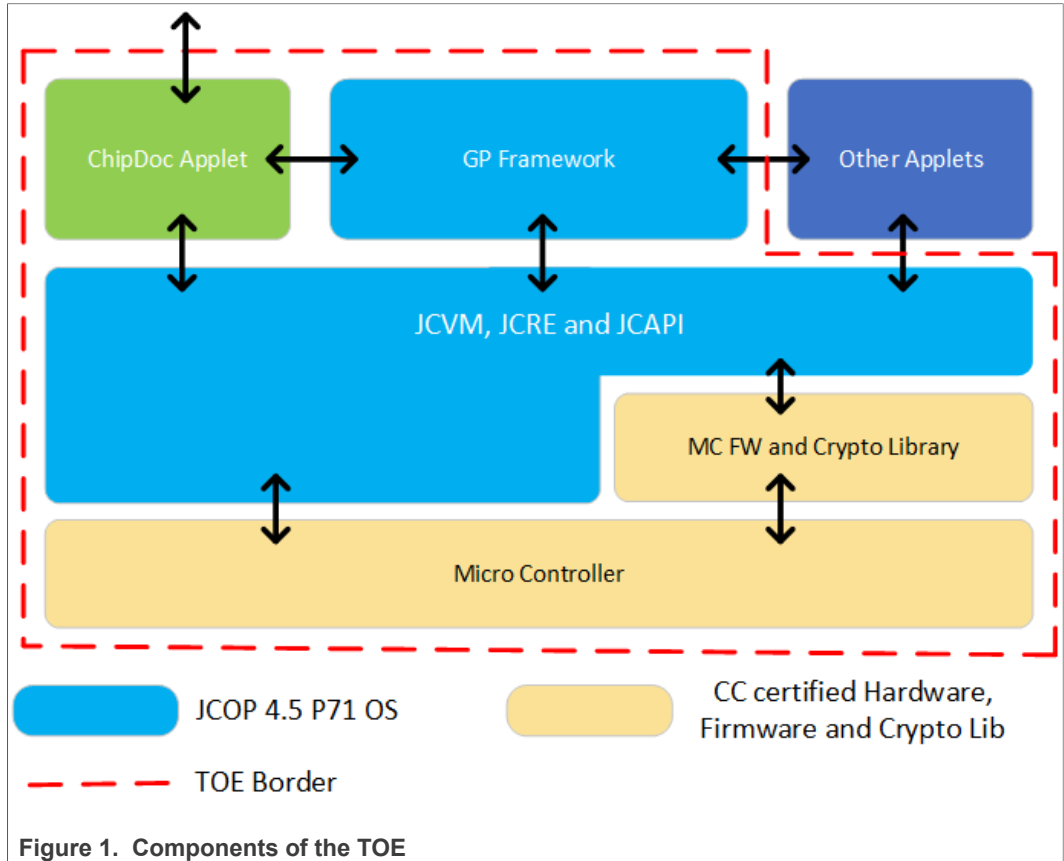 ChipDoc Applet
GP Framework
Other Applets
JCVM, JCRE and JCAPI
MC FW and Crypto Library
Micro Controller
JCOP 4.5 P71 OS
CC certified Hardware,
Firmware and Crypto Lib
TOE Border
Figure 1. Components of the TOE